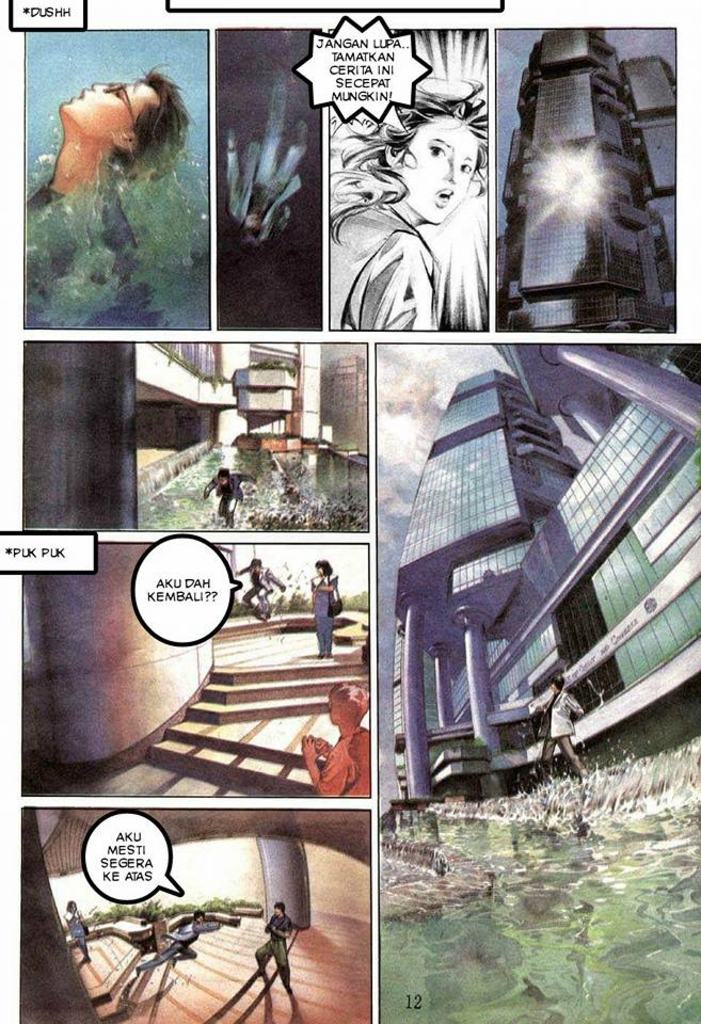 *DUSHH
JANGAN LUPA..
TAMATKAN
CERITA INI
SECEPAT
MUNGKIN!
*PUK PUK
AKU DAH
KEMBALI??
AKU
MESTI
SEGERA
KE ATAS
12